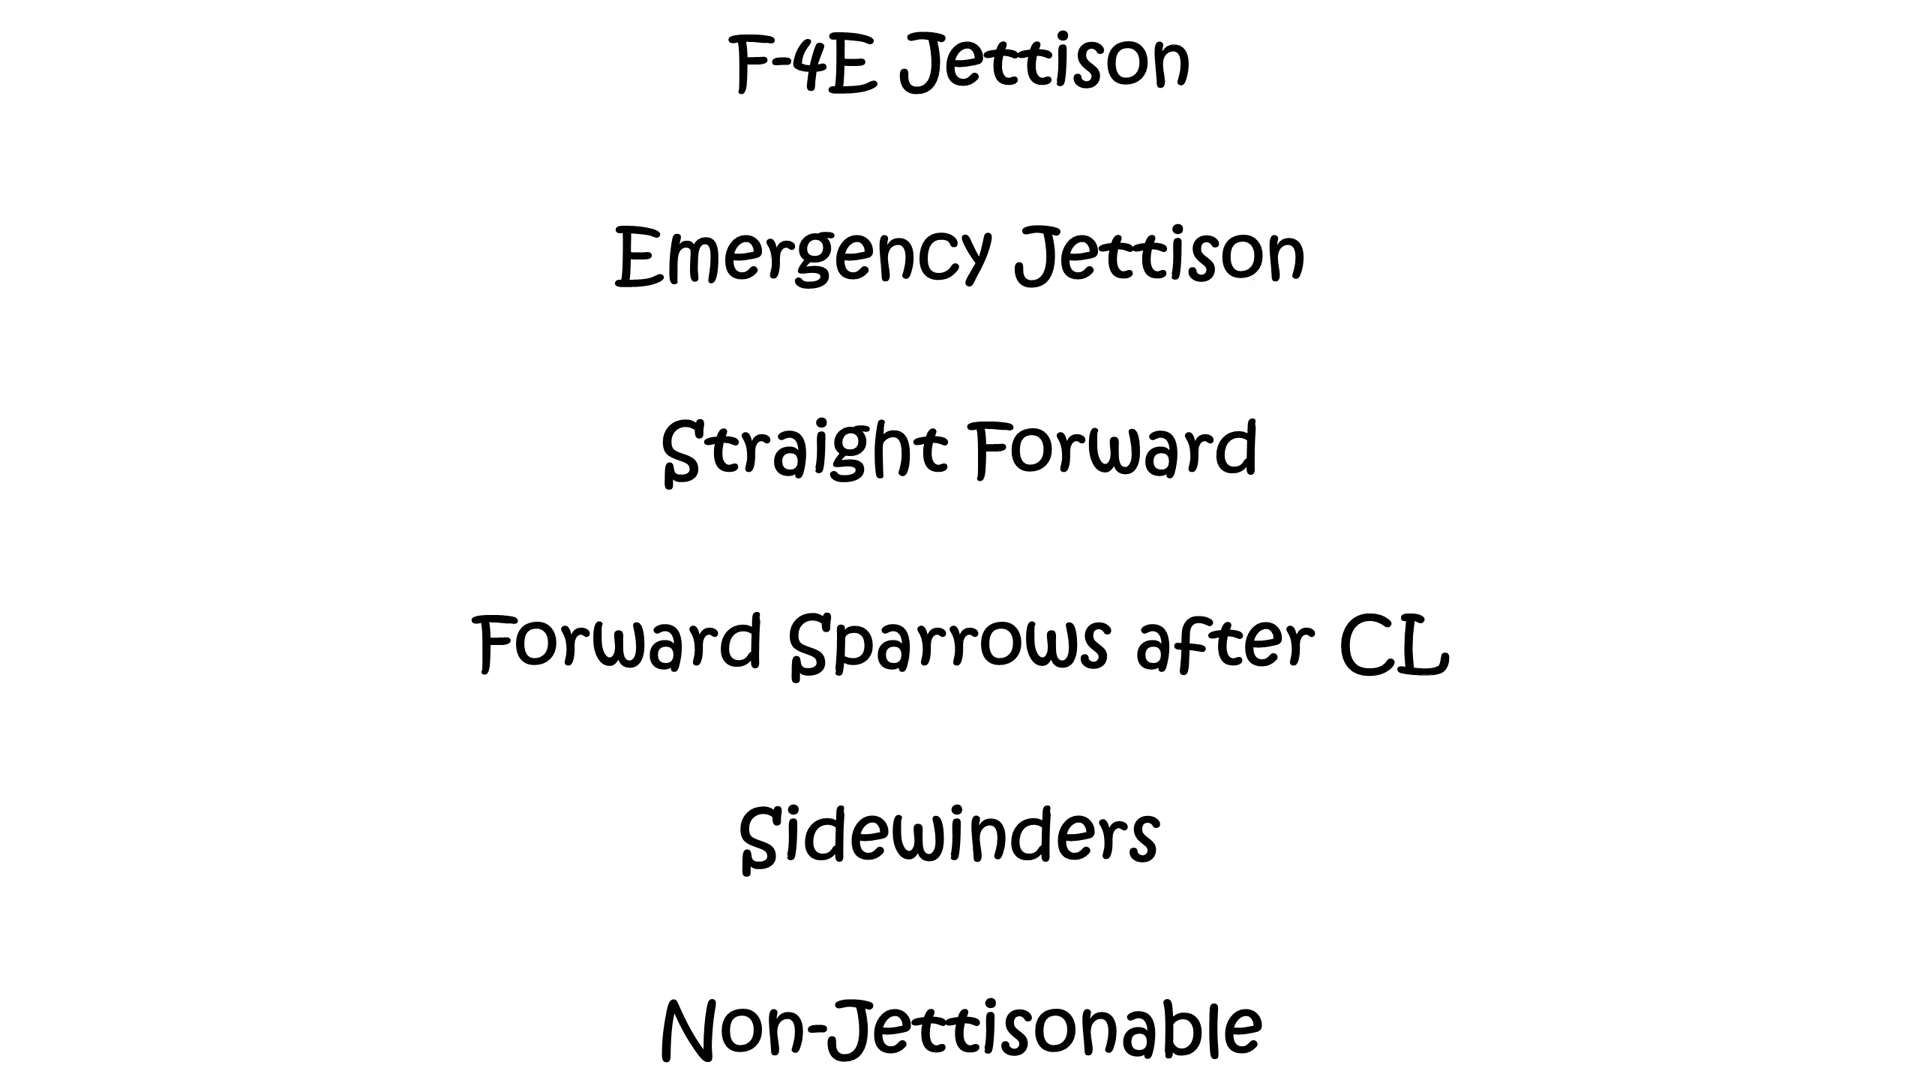 F-4E Jettison
Emergency Jettison
Straight Forward
Forward Sparrows after CL
Sidewinders
Non-Jettisonable